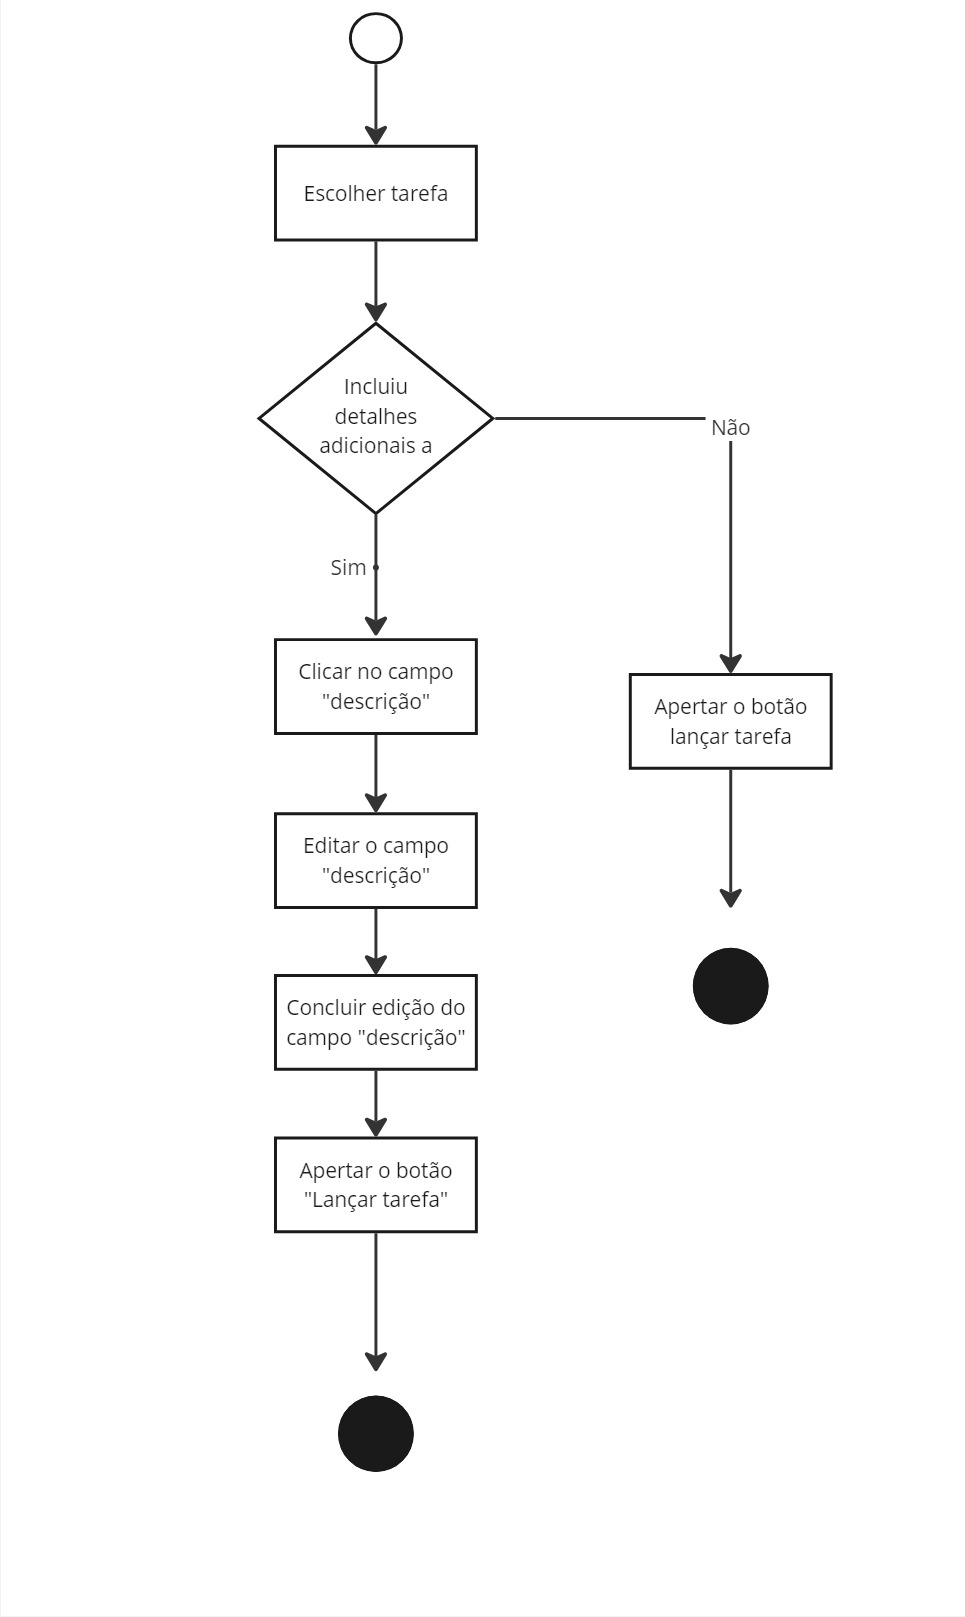 Escolher tarefa
Incluiu
detalhes
adicionais a
Não
Sim
Clicar no campo
"descrição"
Apertar o botão
lançar tarefa
Editar o campo
"descrição"
Concluir edição do
campo "descrição"
Apertar o botão
"Lançar tarefa"